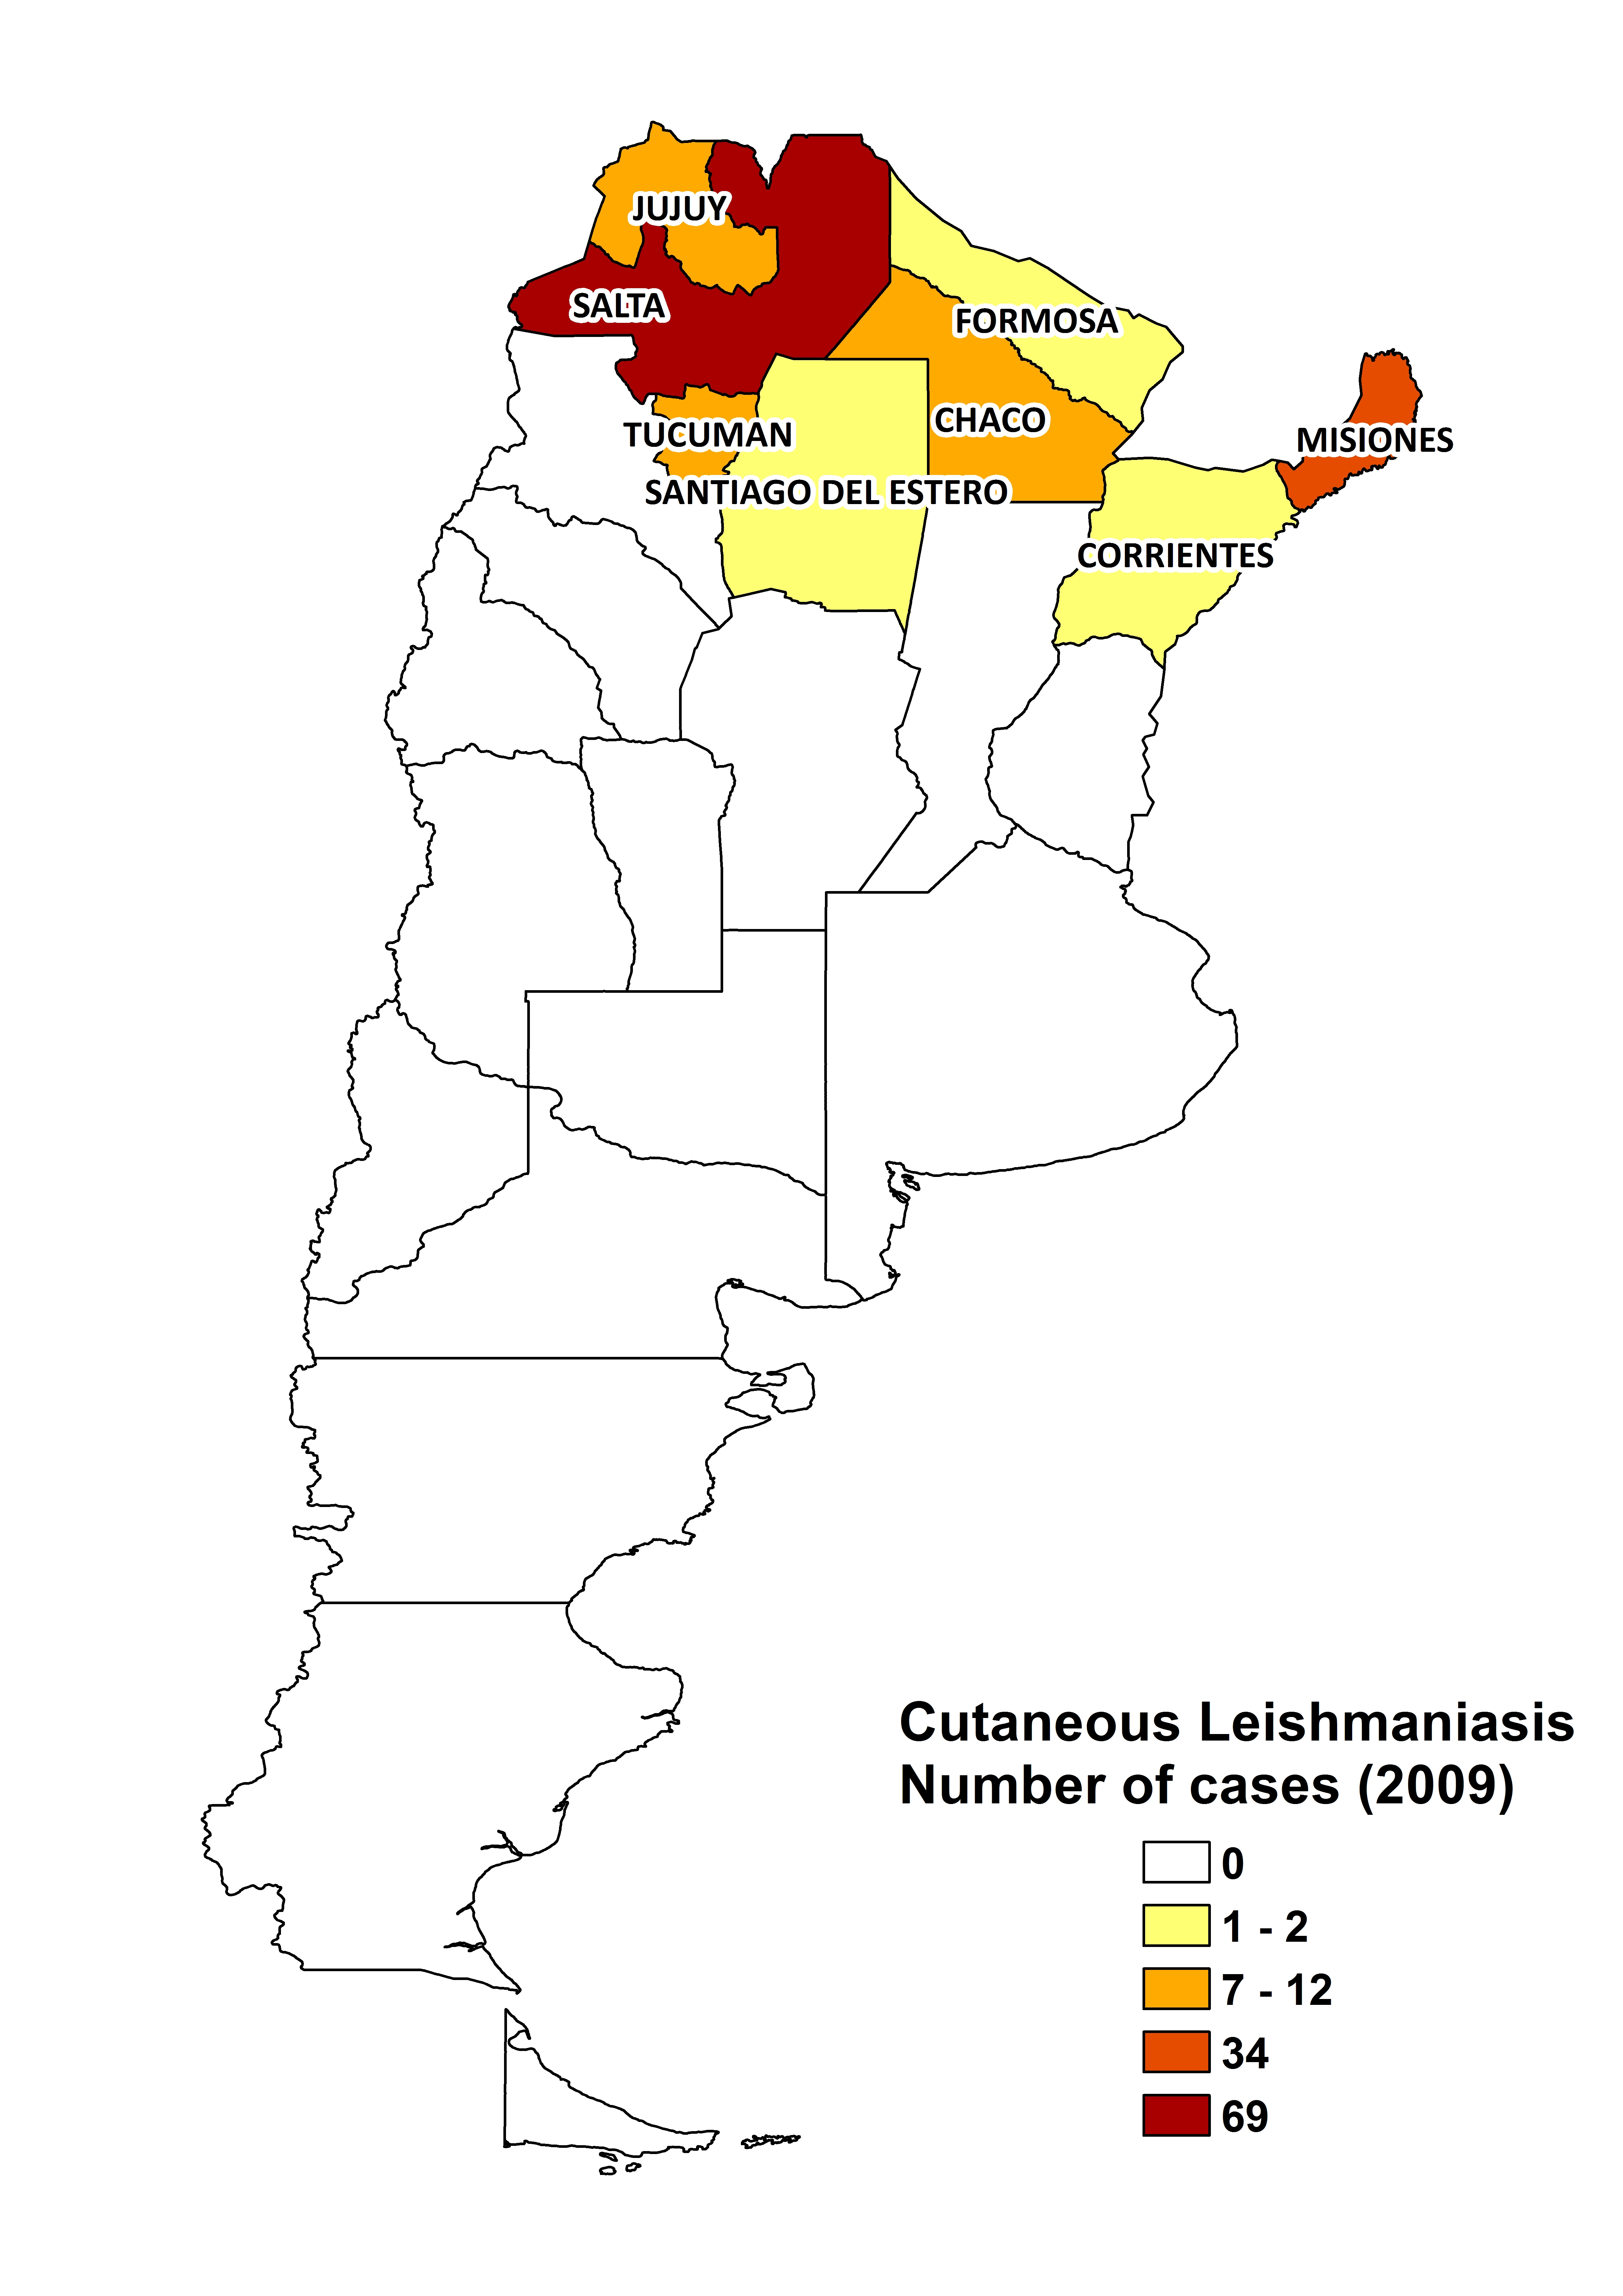 JUJUY
SALTA
FORMOSA
CHACO
TUCUMAN
MISIONES
SANTIAGO DEL ESTERO
CORRIENTES
Cutaneous Leishmaniasis
Number of cases (2009)
0
1 - 2
7 - 12
34
69